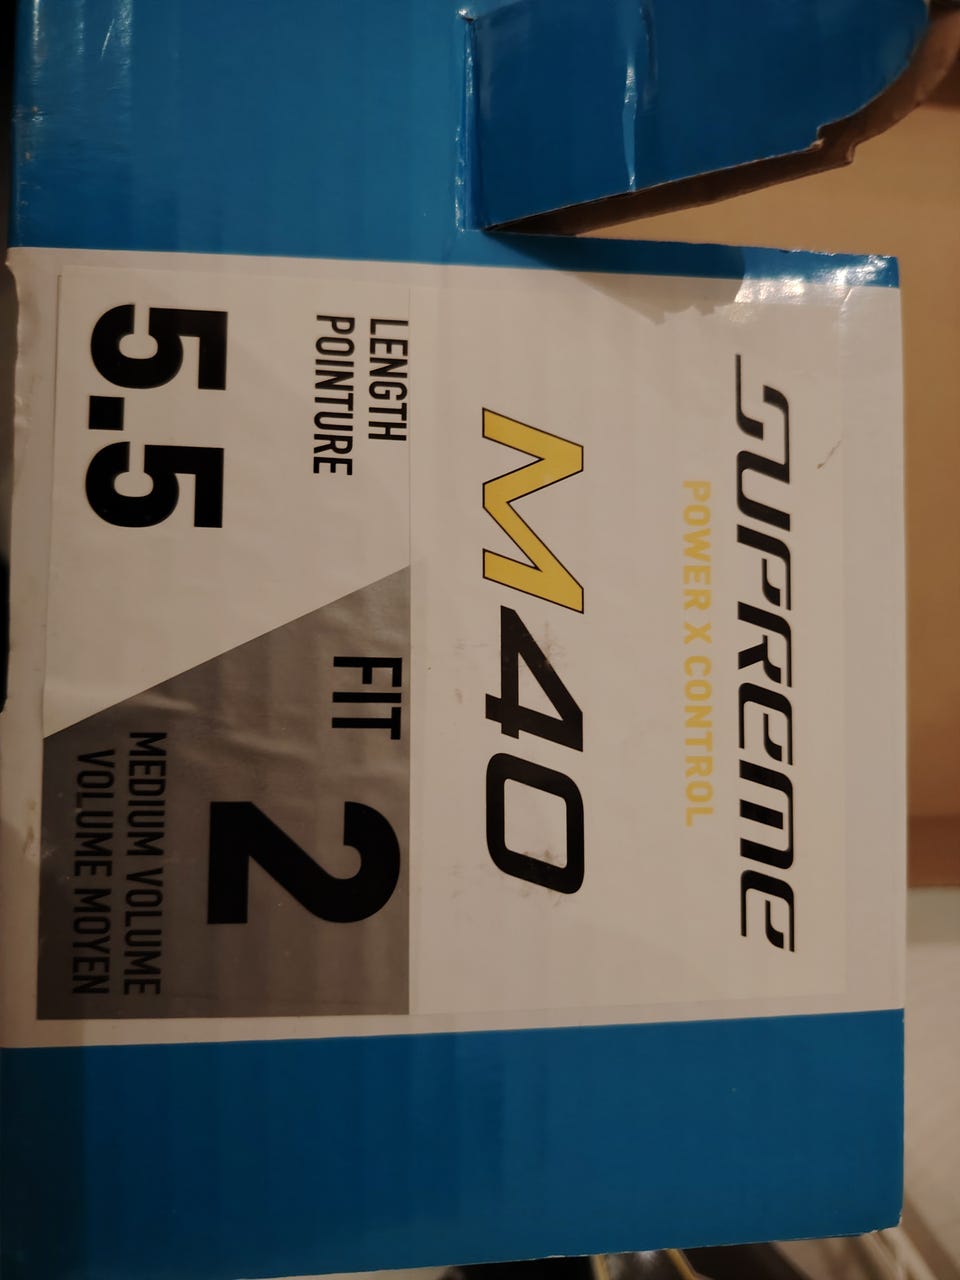 SUPREME
POWER X CONTROL
M40
LENGTH
POINTURE
5.5
FIT 2
MEDIUM VOLUME
VOLUME MOYEN